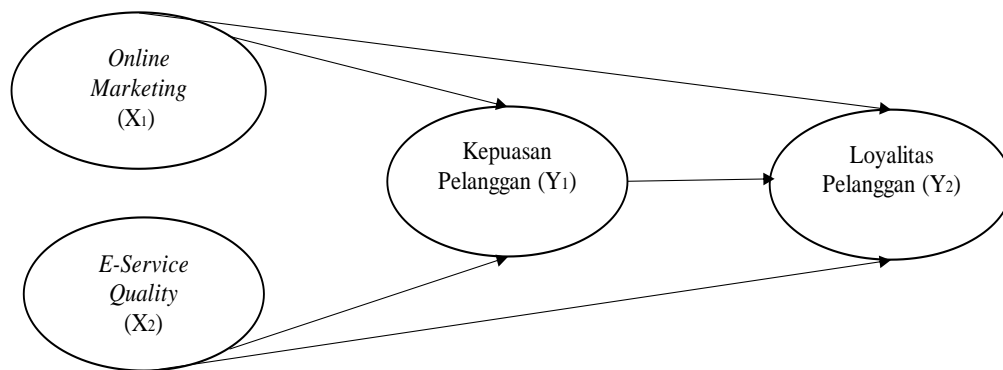 Online
Marketing
(X1)
Kepuasan
Pelanggan (Y1)
Loyalitas
Pelanggan (Y2)
E-Service
Quality
(X2)